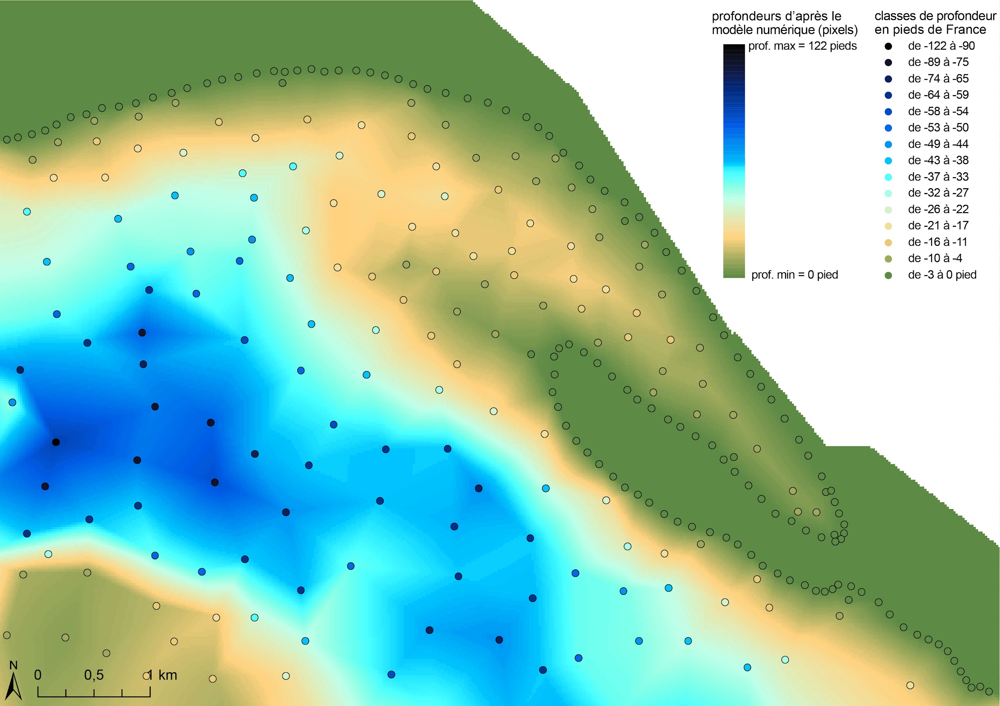 profondeurs d'après le
modèle numérique (pixels)
prof. max = 122 pieds
prof. min = 0 pied
classes de profondeur
en pieds de France
de -122 à -90
de -89 à -75
de -74 à -65
de -64 à -59
de -58 à -54
de -53 à -50
de -49 à -44
de -43 à -38
de -37 à -33
de -32 à -27
de -26 à -22
de -21 à -17
de -16 à -11
de -10 à -4
de -3 à 0 pied
N
0 0,5 1 km